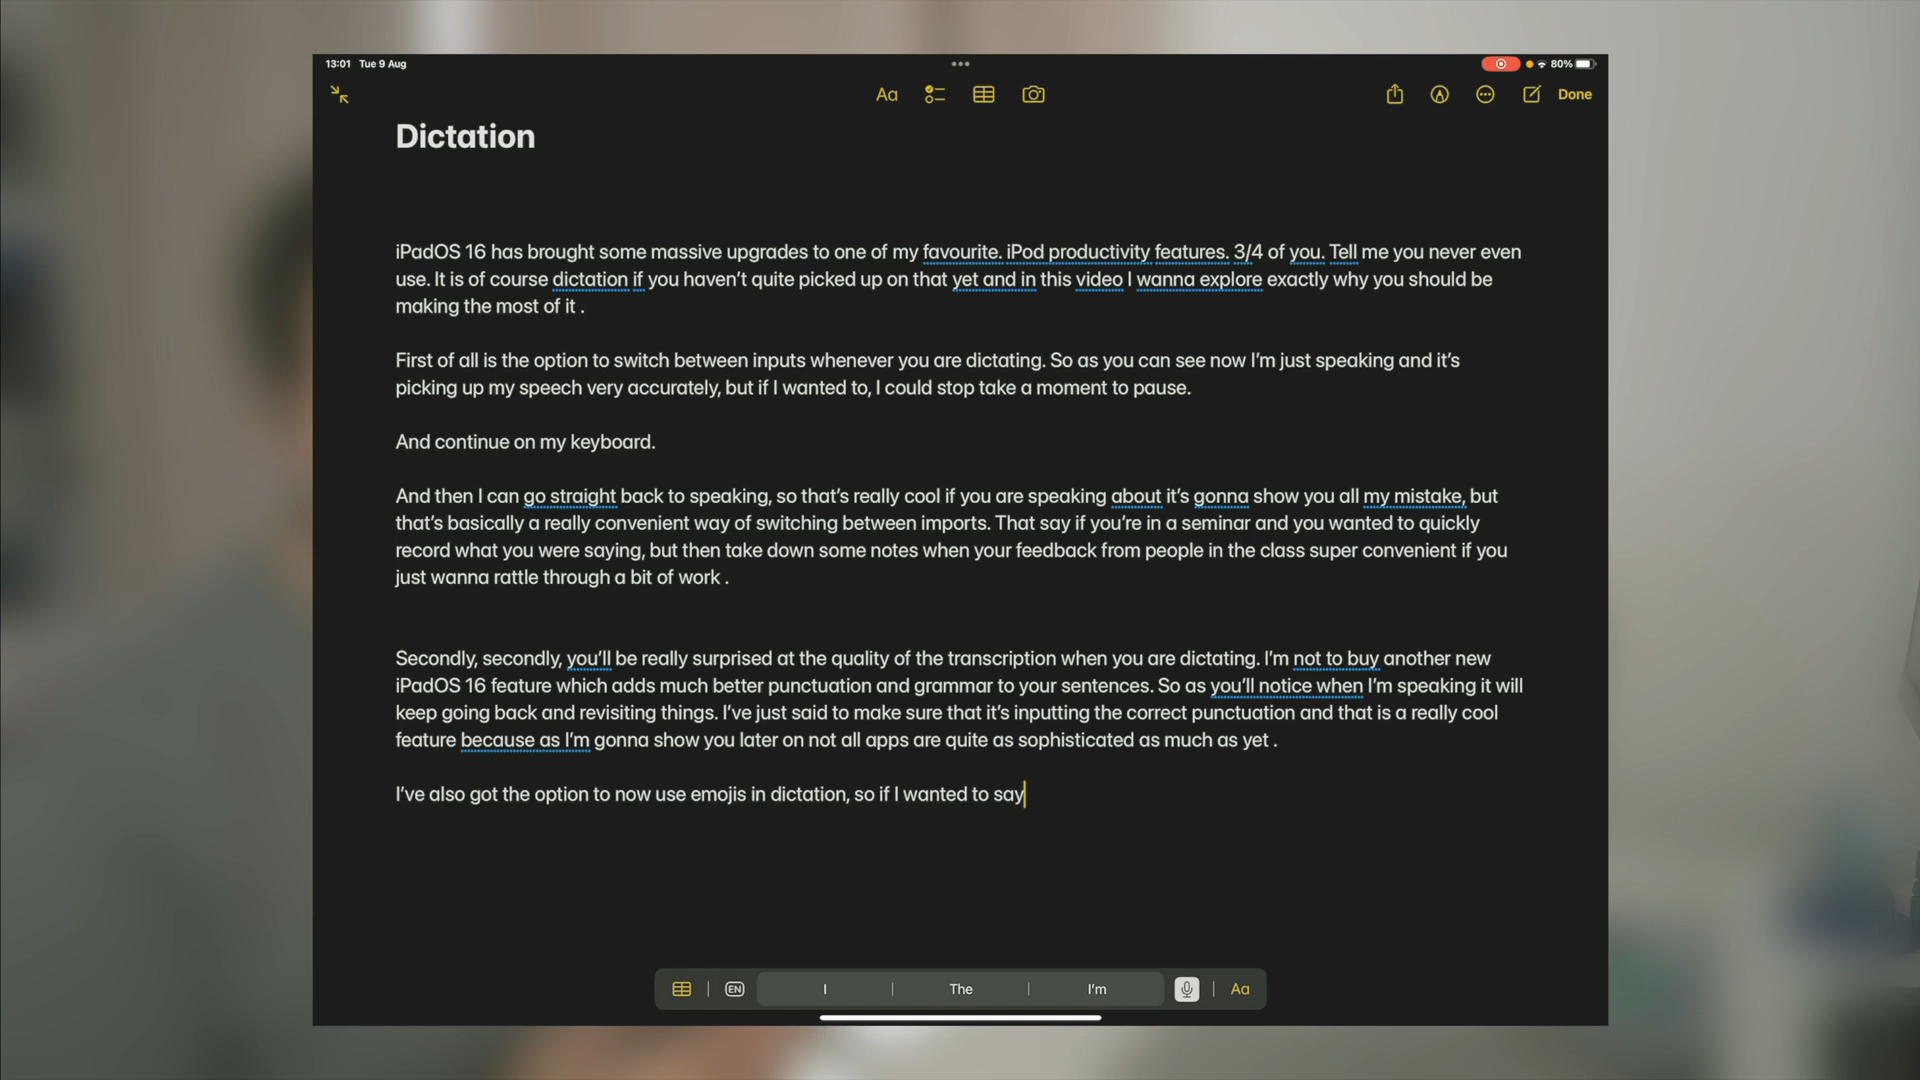 13:01 Tue 9 Aug
80%
Aa
Done
Dictation
iPadOS 16 has brought some massive upgrades to one of my favourite. iPod productivity features. 3/4 of you. Tell me you never even
use. It is of course dictation if you haven’t quite picked up on that yet and in this video I wanna explore exactly why you should be
making the most of it .
First of all is the option to switch between inputs whenever you are dictating. So as you can see now I’m just speaking and it’s
picking up my speech very accurately, but if I wanted to, I could stop take a moment to pause.
And continue on my keyboard.
And then I can go straight back to speaking, so that’s really cool if you are speaking about it’s gonna show you all my mistake, but
that’s basically a really convenient way of switching between imports. That say if you’re in a seminar and you wanted to quickly
record what you were saying, but then take down some notes when your feedback from people in the class super convenient if you
just wanna rattle through a bit of work .
Secondly, secondly, you’ll be really surprised at the quality of the transcription when you are dictating. I’m not to buy another new
iPadOS 16 feature which adds much better punctuation and grammar to your sentences. So as you’ll notice when I’m speaking it will
keep going back and revisiting things. I’ve just said to make sure that it’s inputting the correct punctuation and that is a really cool
feature because as I’m gonna show you later on not all apps are quite as sophisticated as much as yet .
I’ve also got the option to now use emojis in dictation, so if I wanted to say
EN I The I’m Aa